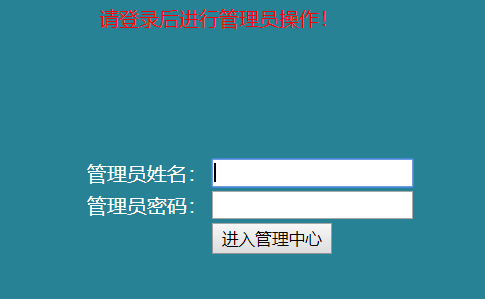 请登录后进行管理员操作！
管理员姓名：
管理员密码：
进入管理中心